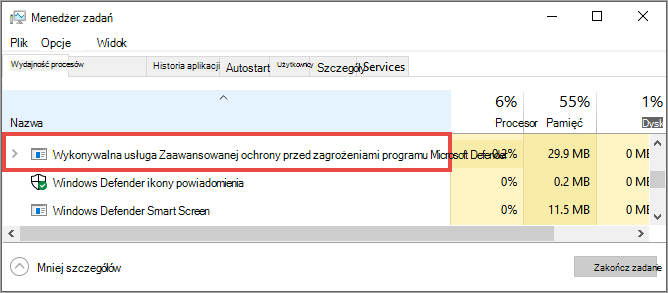 Menedżer zadań
Plik Opcje Widok
Wydajność procesów Historia aplikacji Autostart Użytkownicy Szczegóły Services
6% 55% 1%
Nazwa Procesor Pamięć Dysk
Wykonywalna usługa Zaawansowanej ochrony przed zagrożeniami programu Microsoft Defender 29.9 MB 0 MB
Windows Defender ikony powiadomienia 0% 0.2 MB 0 MB
Windows Defender Smart Screen 0% 11.5 MB 0 MB
Mniej szczegółów Zakończ zadanie